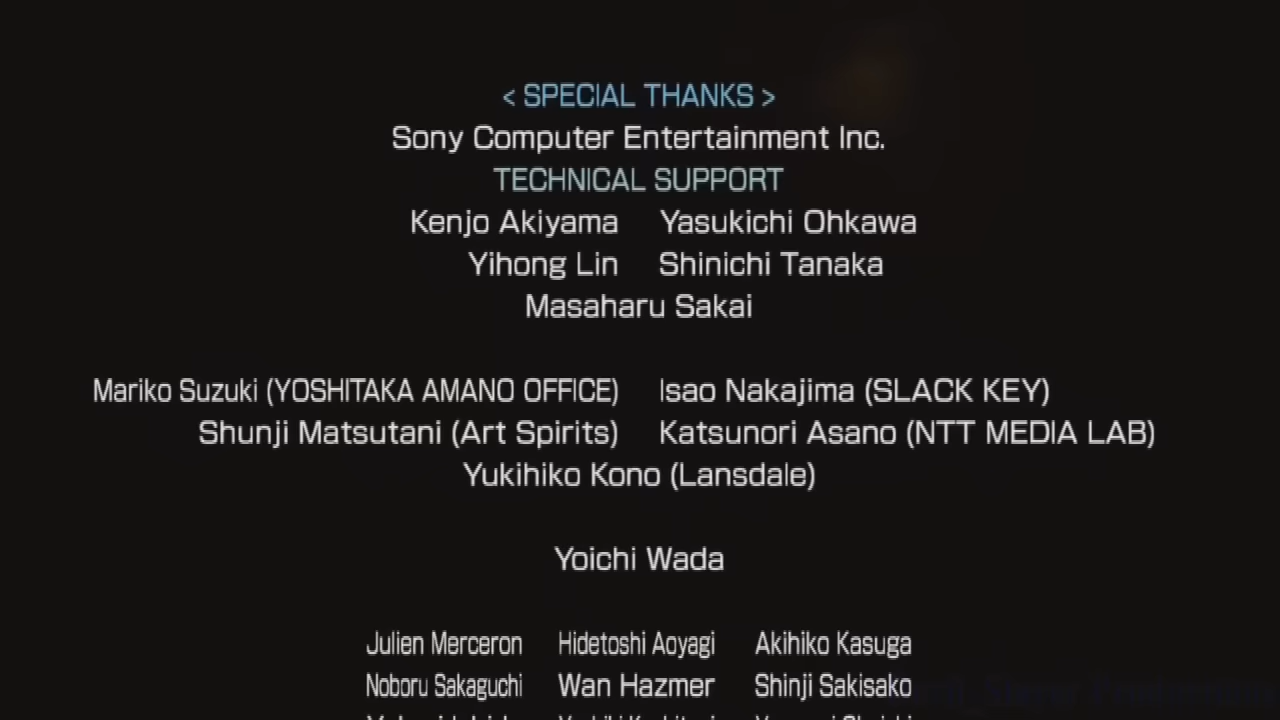 < SPECIAL THANKS >
Sony Computer Entertainment Inc.
TECHNICAL SUPPORT
Kenjo Akiyama Yasukichi Ohkawa
Yihong Lin Shinichi Tanaka
Masaharu Sakai
Mariko Suzuki (YOSHITAKA AMANO OFFICE) Isao Nakajima (SLACK KEY)
Shunji Matsutani (Art Spirits) Katsunori Asano (NTT MEDIA LAB)
Yukihiko Kono (Lansdale)
Yoichi Wada
Julien Merceron Hidetoshi Aoyagi Akihiko Kasuga
Noboru Sakaguchi Wan Hazmer Shinji Sakisako